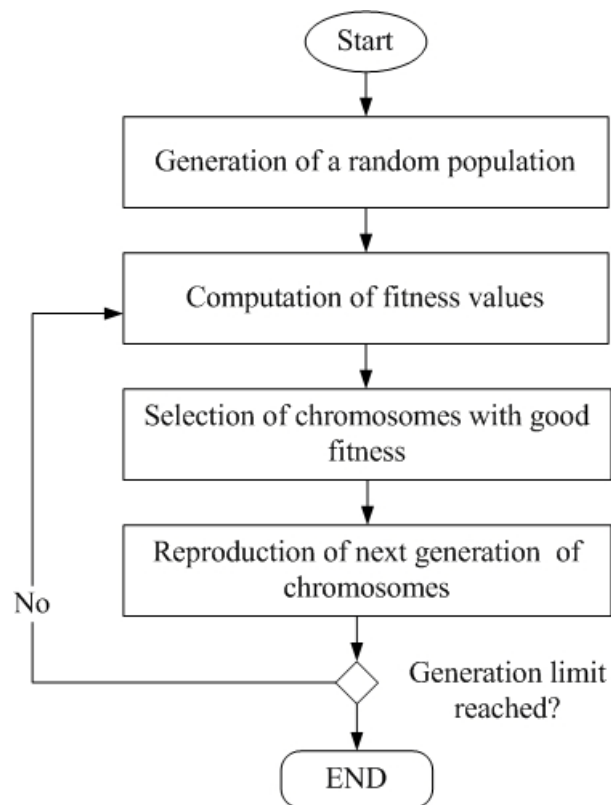 Start
Generation of a random population
Computation of fitness values
Selection of chromosomes with good
fitness
Reproduction of next generation of
chromosomes
No
Generation limit
reached?
END